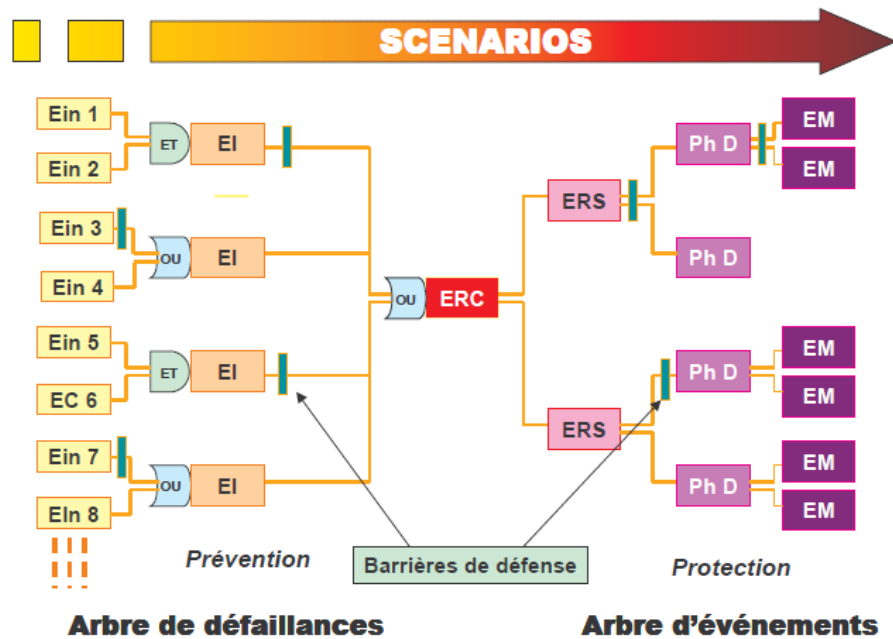 SCENARIOS
Ein 1
Ein 2
ET
EI
Ein 3
Ein 4
OU
EI
Ein 5
EC 6
ET
EI
Ein 7
EIn 8
OU
EI
OU
ERC
ERS
Ph D
EM
EM
Ph D
ERS
Ph D
EM
EM
Ph D
EM
EM
Prévention
Barrières de défense
Protection
Arbre de défaillances
Arbre d’événements